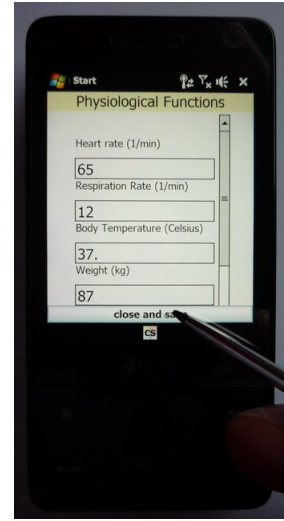 Start
Physiological Functions
Heart rate (1/min)
65
Respiration Rate (1/min)
12
Body Temperature (Celsius)
37.
Weight (kg)
87
close and
cs